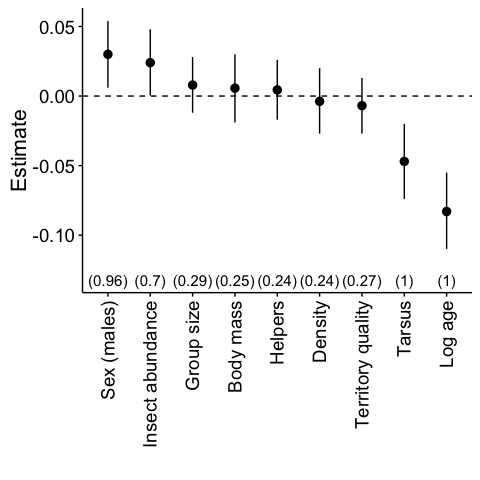 0.05
0.00
-0.05
-0.10
Estimate
(0.96) (0.7) (0.29) (0.25) (0.24) (0.24) (0.27) (1) (1)
Sex (males)
Insect abundance
Group size
Body mass
Helpers
Density
Territory quality
Tarsus
Log age